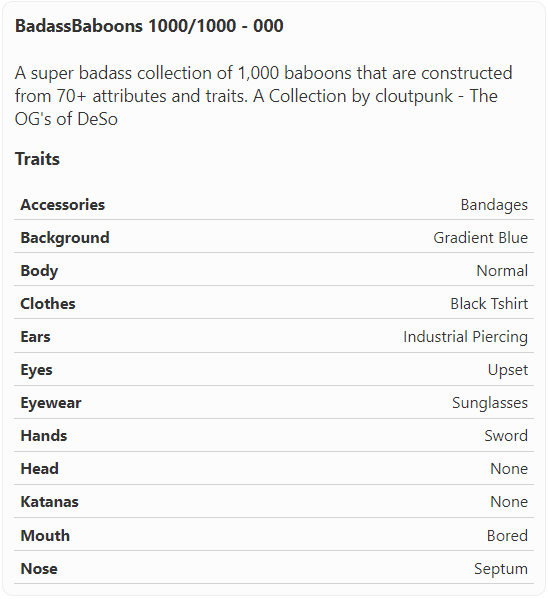 BadassBaboons 1000/1000 - 000
A super badass collection of 1,000 baboons that are constructed
from 70+ attributes and traits. A Collection by cloutpunk - The
OG's of DeSo
Traits
Accessories Bandages
Background Gradient Blue
Body Normal
Clothes Black Tshirt
Ears Industrial Piercing
Eyes Upset
Eyewear Sunglasses
Hands Sword
Head None
Katanas None
Mouth Bored
Nose Septum